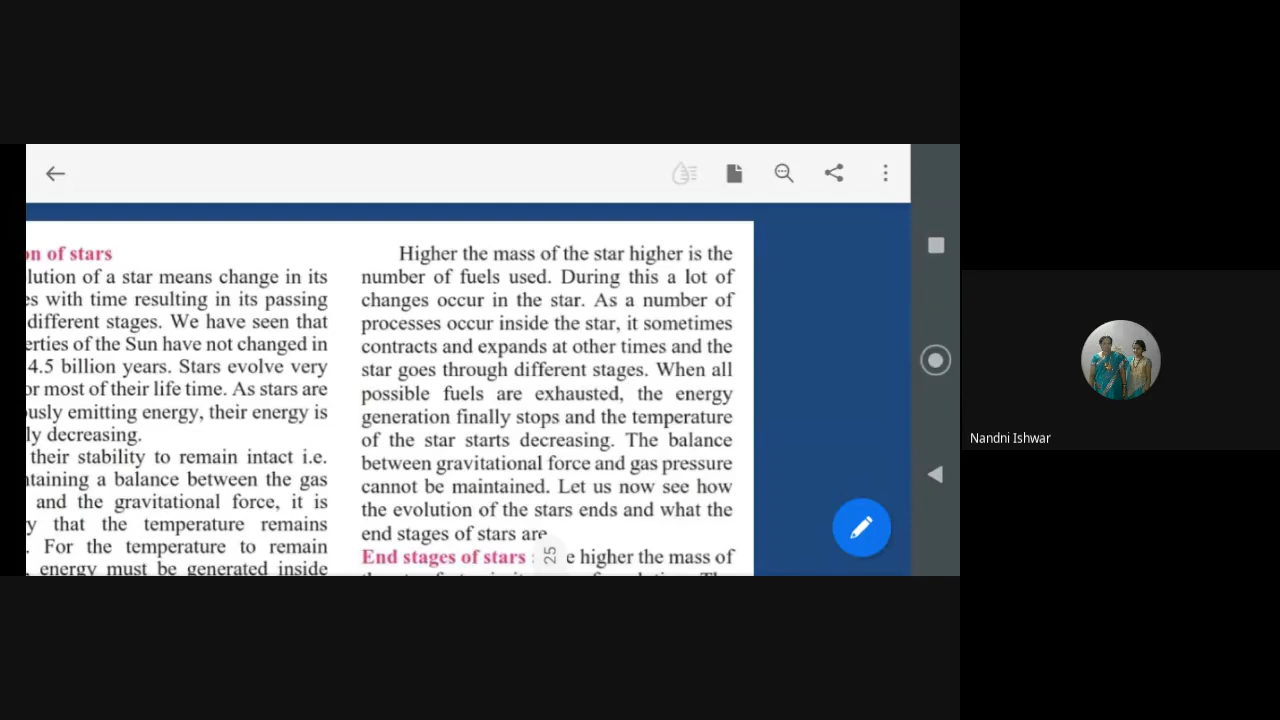 on of stars
lution of a star means change in its
es with time resulting in its passing
different stages. We have seen that
erties of the Sun have not changed in
4.5 billion years. Stars evolve very
or most of their life time. As stars are
usly emitting energy, their energy is
ly decreasing.
their stability to remain intact i.e.
ntaining a balance between the gas
and the gravitational force, it is
y that the temperature remains
. For the temperature to remain
energy must be generated inside
Higher the mass of the star higher is the
number of fuels used. During this a lot of
changes occur in the star. As a number of
processes occur inside the star, it sometimes
contracts and expands at other times and the
star goes through different stages. When all
possible fuels are exhausted, the energy
generation finally stops and the temperature
of the star starts decreasing. The balance
between gravitational force and gas pressure
cannot be maintained. Let us now see how
the evolution of the stars ends and what the
end stages of stars are
End stages of stars : e higher the mass of
25
Nandni Ishwar